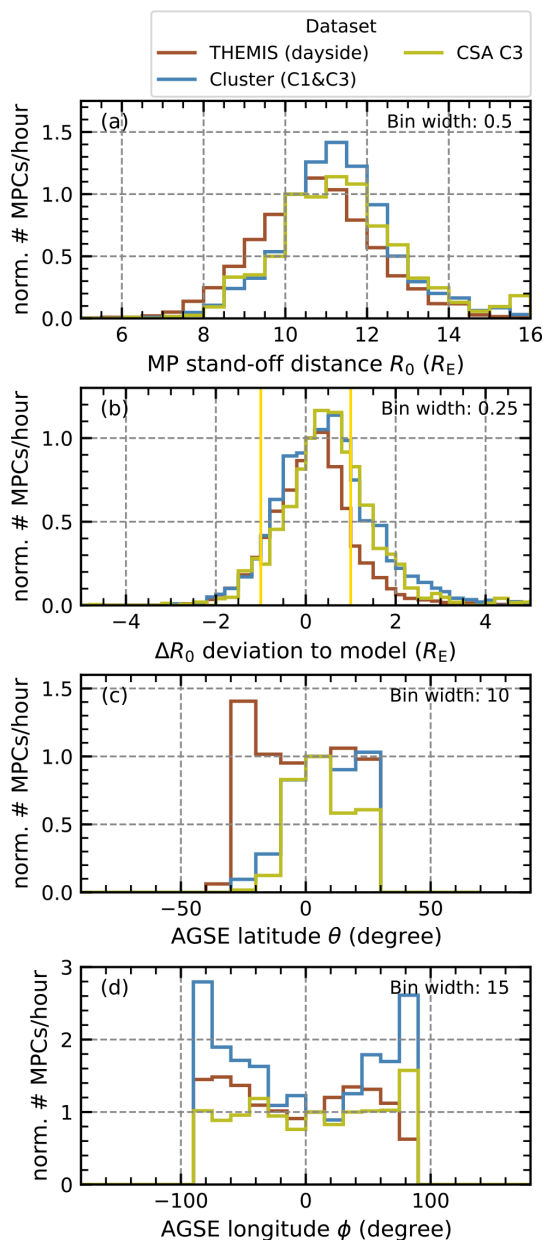 Dataset
THEMIS (dayside)
CSA C3
Cluster (C1&C3)
(a)
Bin width: 0.5
1.5
1.0
0.5
0.0
norm. # MPCs/hour
6 8 10 12 14 16
MP stand-off distance R₀ (R_E)
(b)
Bin width: 0.25
1.0
0.5
0.0
norm. # MPCs/hour
−4 −2 0 2 4
ΔR₀ deviation to model (R_E)
(c)
Bin width: 10
1.5
1.0
0.5
0.0
norm. # MPCs/hour
−50 0 50
AGSE latitude θ (degree)
(d)
Bin width: 15
3
2
1
0
norm. # MPCs/hour
−100 0 100
AGSE longitude ϕ (degree)